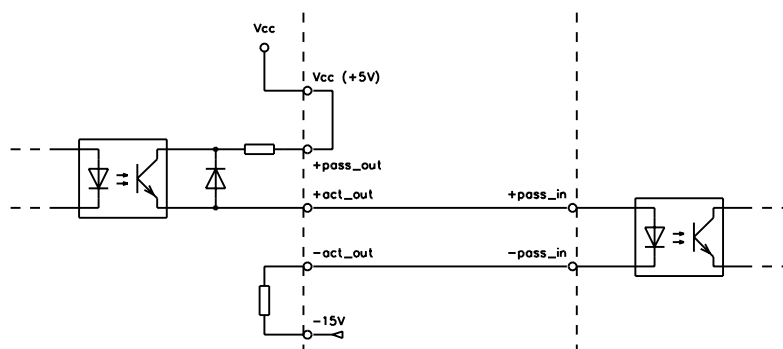 Vcc
Vcc (+5V)
+pass_out
+act_out
+pass_in
-act_out
-pass_in
-15V